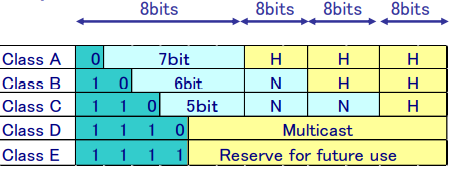 8bits 8bits 8bits 8bits
Class A 0 7bit H H H
Class B 1 0 6bit N H H
Class C 1 1 0 5bit N N H
Class D 1 1 1 0 Multicast
Class E 1 1 1 1 Reserve for future use